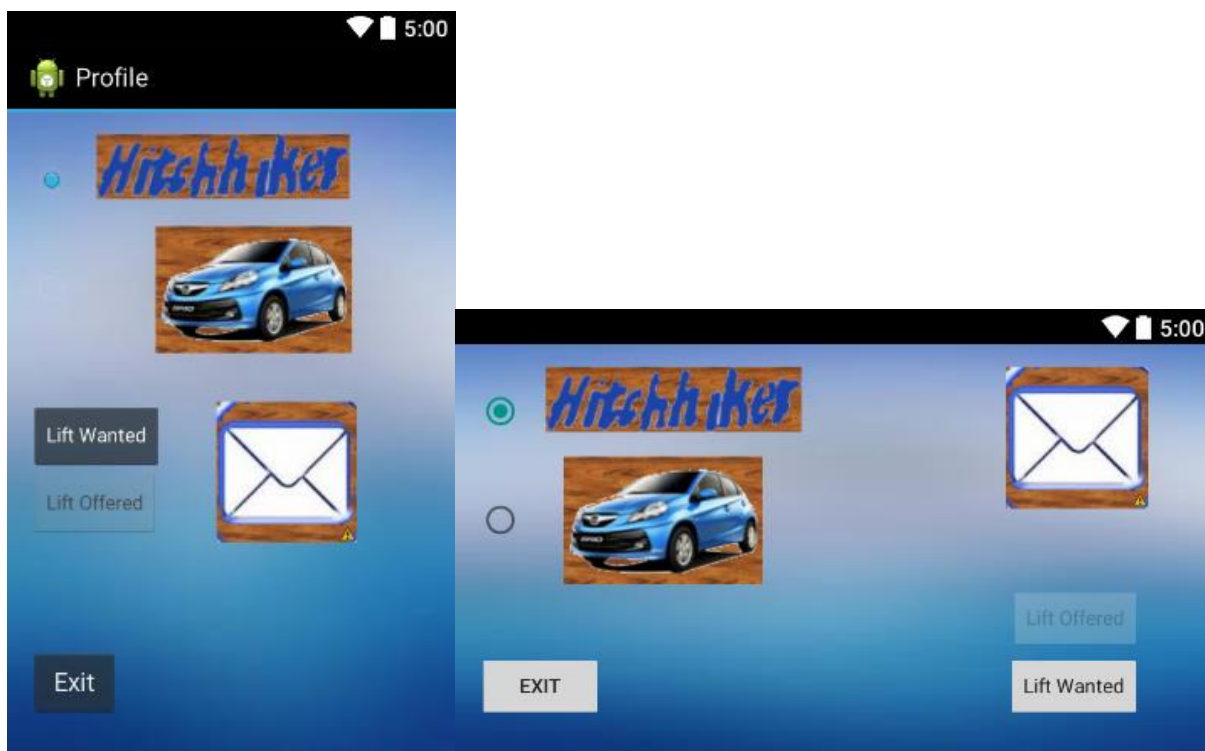 5:00
Profile
Hitchhiker
Lift Wanted
Lift Offered
Exit
5:00
Hitchhiker
Lift Offered
EXIT
Lift Wanted